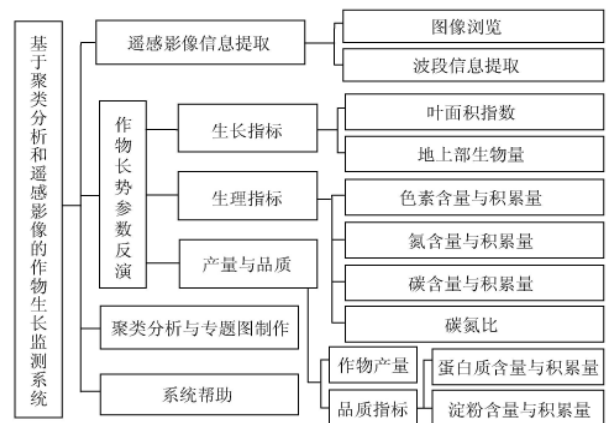 基于聚类分析和遥感影像的作物生长监测系统
遥感影像信息提取
图像浏览
波段信息提取
作物长势参数反演
生长指标
叶面积指数
地上部生物量
生理指标
色素含量与积累量
氮含量与积累量
碳含量与积累量
碳氮比
产量与品质
作物产量
品质指标
蛋白质含量与积累量
淀粉含量与积累量
聚类分析与专题图制作
系统帮助